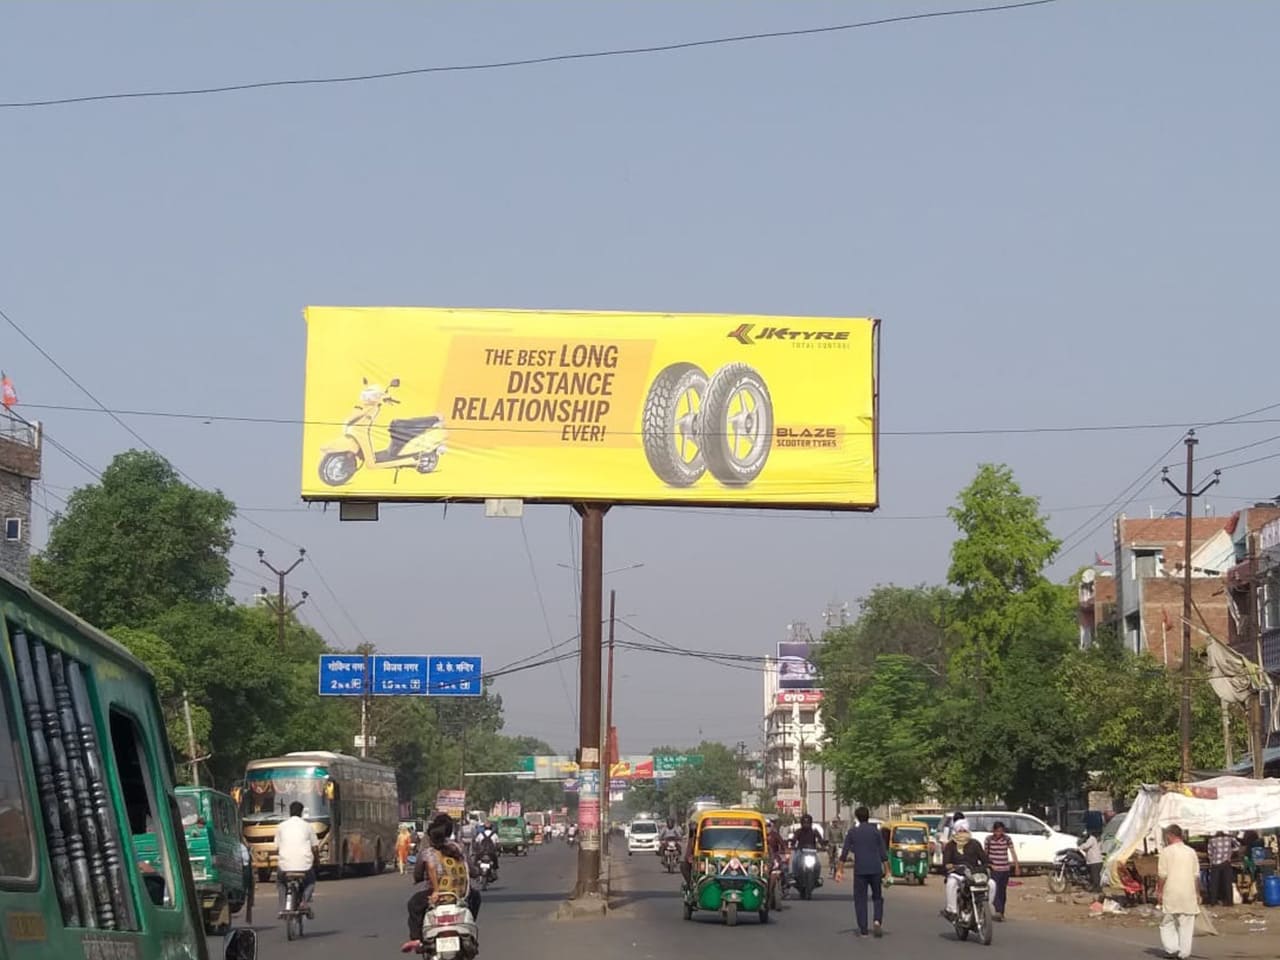 JK TYRE
TOTAL CONTROL
THE BEST LONG
DISTANCE
RELATIONSHIP
EVER!
BLAZE
SCOOTER TYRES
गोविन्द नगर
विजय नगर
जे. के. मन्दिर
OYO